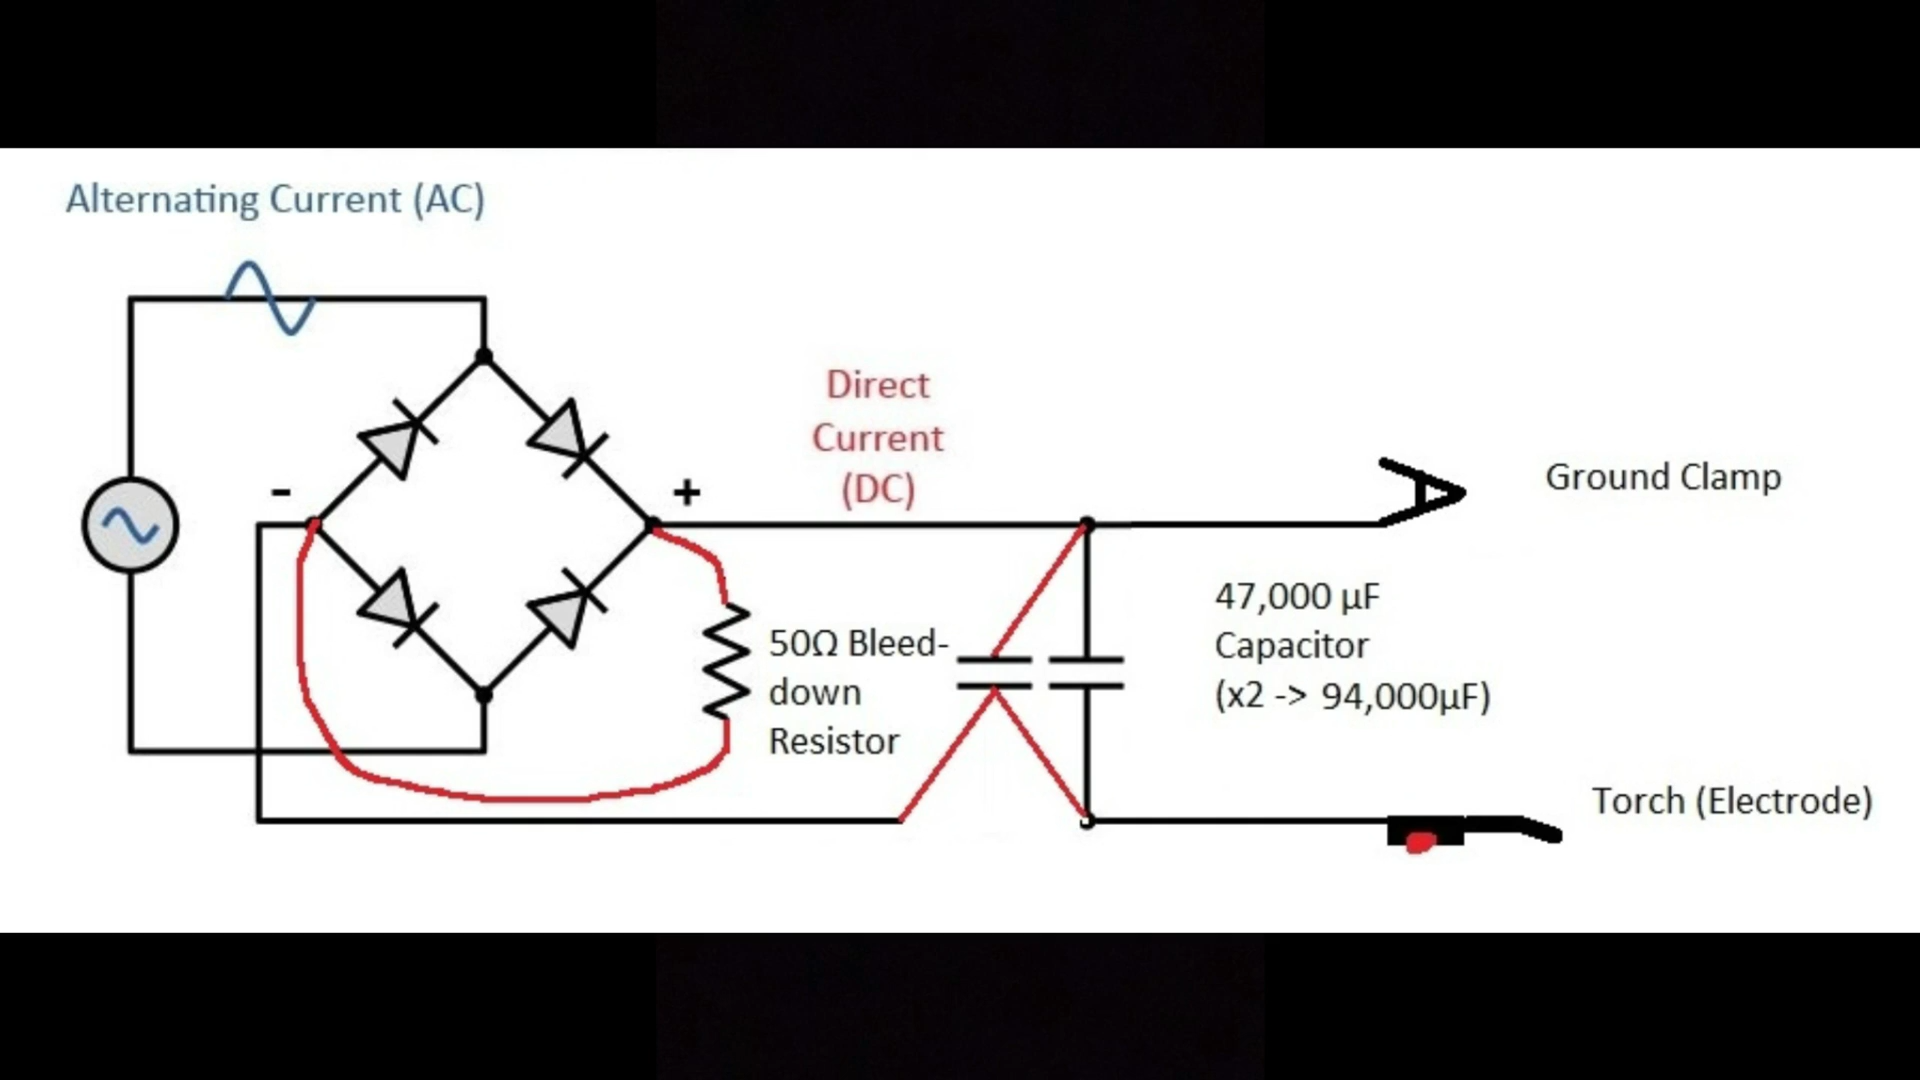 Alternating Current (AC)
Direct
Current
(DC)
-
+
Ground Clamp
47,000 µF
Capacitor
(x2 -> 94,000µF)
50Ω Bleed-
down
Resistor
Torch (Electrode)